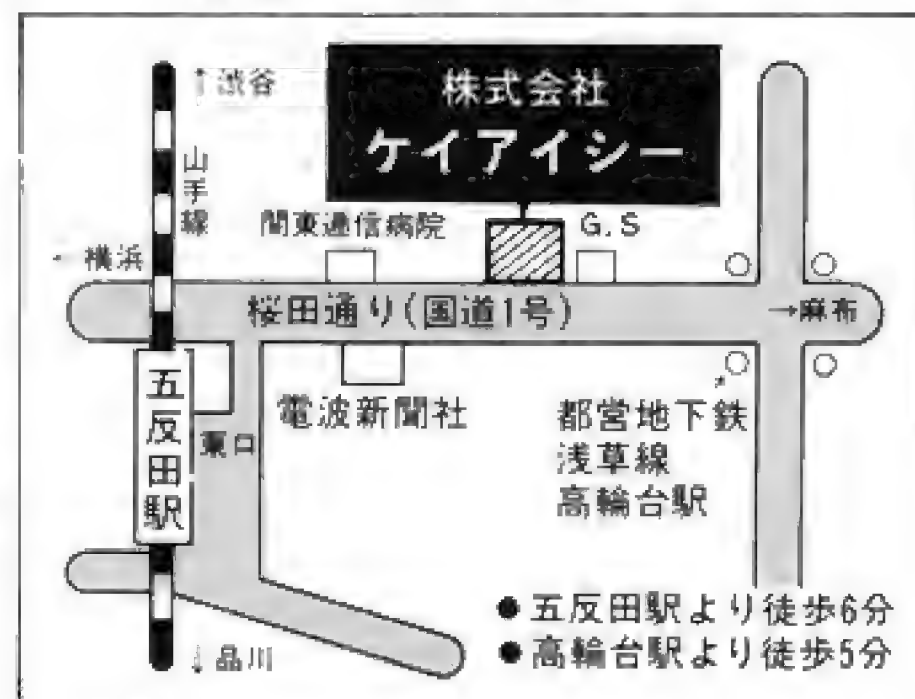 株式会社
ケイアイシー
↑渋谷
山手線
関東逓信病院
G.S
横浜
桜田通り(国道1号)
→麻布
五反田駅
東口
電波新聞社
都営地下鉄
浅草線
高輪台駅
●五反田駅より徒歩6分
●高輪台駅より徒歩5分
↓品川